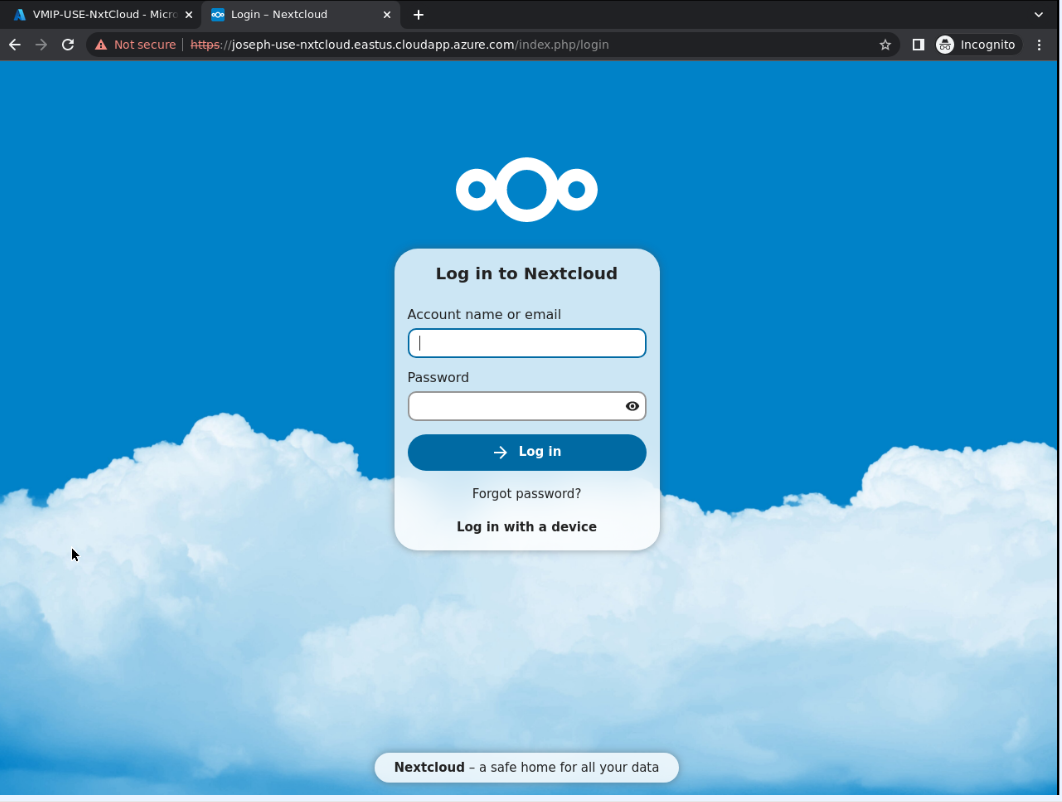 VMIP-USE-NxtCloud - Micro
Login – Nextcloud
Not secure
https://joseph-use-nxtcloud.eastus.cloudapp.azure.com/index.php/login
Incognito
Log in to Nextcloud
Account name or email
Password
Log in
Forgot password?
Log in with a device
Nextcloud – a safe home for all your data